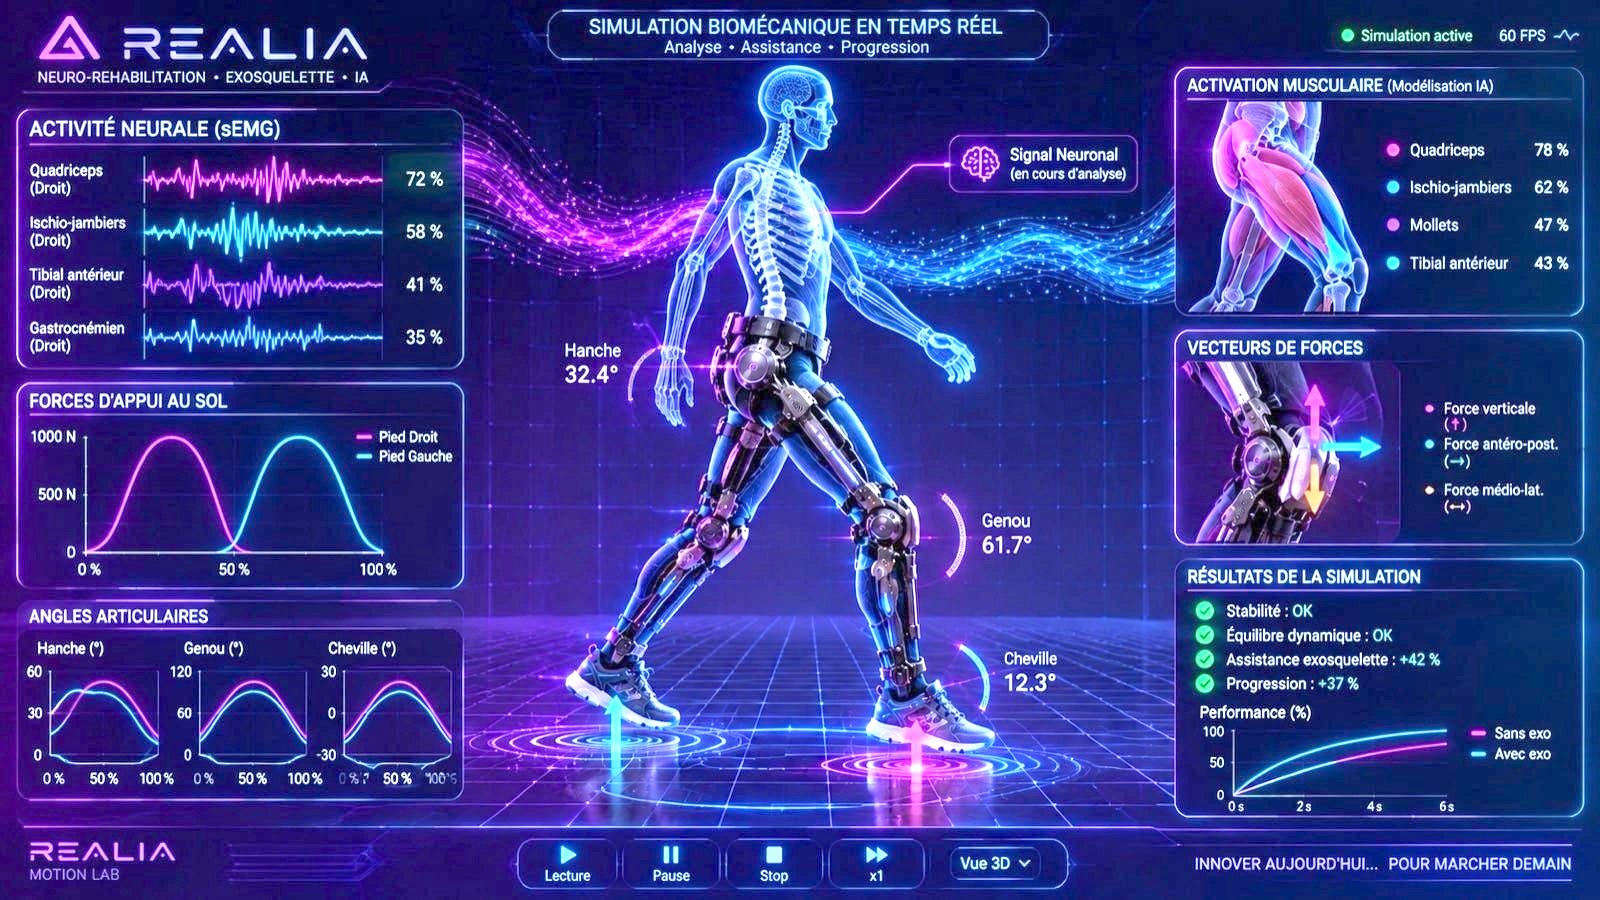 REALIA
NEURO-REHABILITATION • EXOSQUELETTE • IA
SIMULATION BIOMÉCANIQUE EN TEMPS RÉEL
Analyse • Assistance • Progression
Simulation active
60 FPS
ACTIVITÉ NEURALE (sEMG)
Quadriceps
(Droit)
72 %
Ischio-jambiers
(Droit)
58 %
Tibial antérieur
(Droit)
41 %
Gastrocnémien
(Droit)
35 %
FORCES D'APPUI AU SOL
1000 N
500 N
0
0 %
50 %
100 %
Pied Droit
Pied Gauche
ANGLES ARTICULAIRES
Hanche (°)
60
30
0
0 %
50 %
100 %
Genou (°)
120
60
0
0 %
50 %
100 %
Cheville (°)
30
0
-30
50 %
Signal Neuronal
(en cours d'analyse)
Hanche
32.4°
Genou
61.7°
Cheville
12.3°
ACTIVATION MUSCULAIRE (Modélisation IA)
Quadriceps 78 %
Ischio-jambiers 62 %
Mollets 47 %
Tibial antérieur 43 %
VECTEURS DE FORCES
Force verticale
(↑)
Force antéro-post.
(→)
Force médio-lat.
(↔)
RÉSULTATS DE LA SIMULATION
Stabilité : OK
Équilibre dynamique : OK
Assistance exosquelette : +42 %
Progression : +37 %
Performance (%)
100
50
0
0 s
2 s
4 s
6 s
Sans exo
Avec exo
REALIA
MOTION LAB
Lecture
Pause
Stop
x1
Vue 3D
INNOVER AUJOURD'HUI... POUR MARCHER DEMAIN